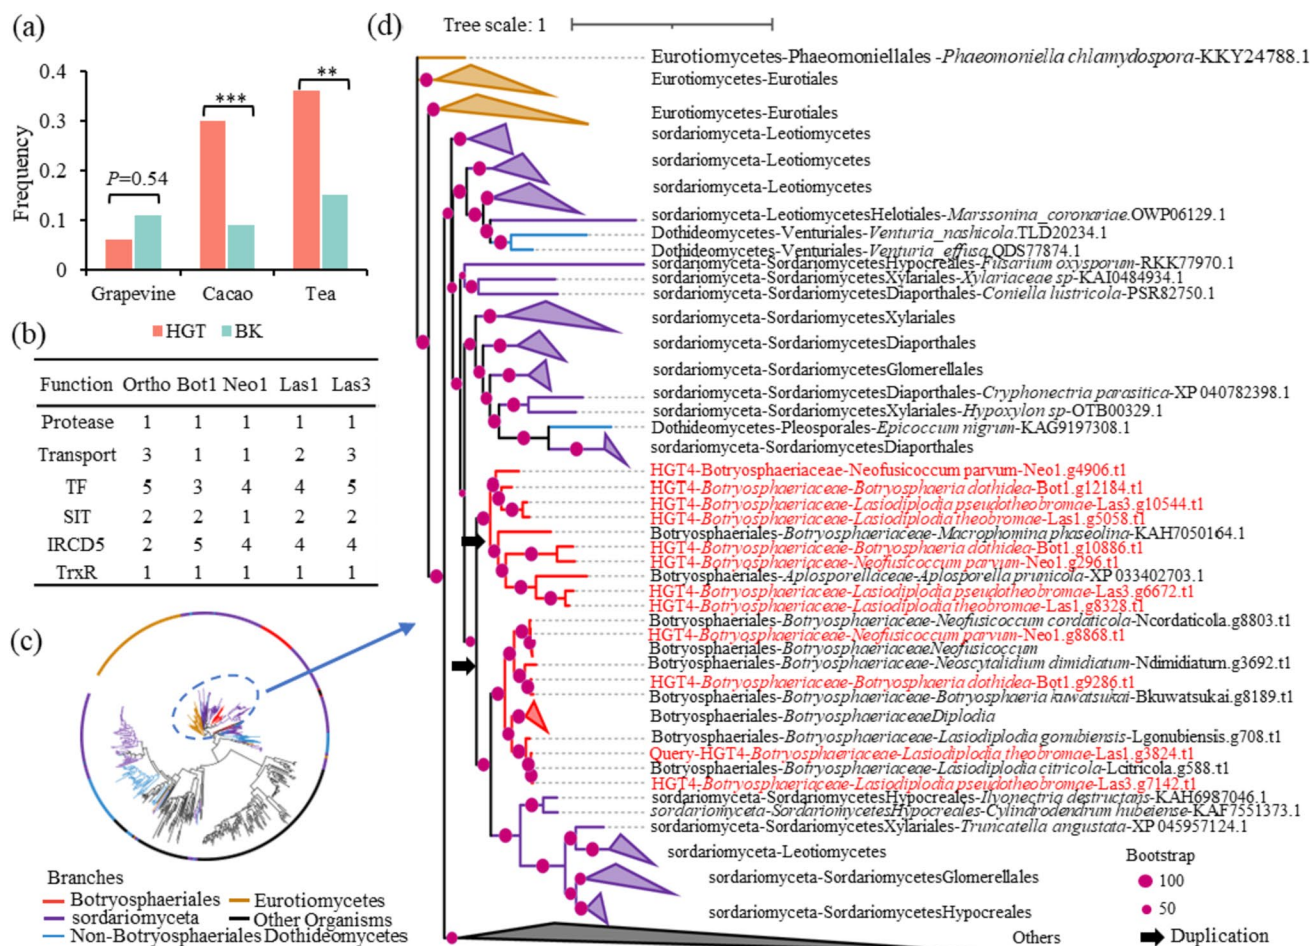 (a)
0.4
0.3
0.2
0.1
0
Frequency
P=0.54
***
**
Grapevine Cacao Tea
HGT BK
(b)
Function Ortho Bot1 Neo1 Las1 Las3
Protease 1 1 1 1 1
Transport 3 1 1 2 3
TF 5 3 4 4 5
SIT 2 2 1 2 2
IRCD5 2 5 4 4 4
TrxR 1 1 1 1 1
(c)
Branches
Botryosphaeriales
sordariomyceta
Non-Botryosphaeriales Dothideomycetes
Eurotiomycetes
Other Organisms
(d)
Tree scale: 1
Eurotiomycetes-Phaeomoniellales -Phaeomoniella chlamydospora-KKY24788.1
Eurotiomycetes-Eurotiales
Eurotiomycetes-Eurotiales
sordariomyceta-Leotiomycetes
sordariomyceta-Leotiomycetes
sordariomyceta-Leotiomycetes
sordariomyceta-LeotiomycetesHelotiales-Marssonina_coronariae.OWP06129.1
Dothideomycetes-Venturiales-Venturia_nashicola.TLD20234.1
Dothideomycetes-Venturiales-Venturia_effusa.QDS77874.1
sordariomyceta-SordariomycetesHypocreales-Fusarium oxysporum-RKK77970.1
sordariomyceta-SordariomycetesXylariales-Xylariaceae sp-KAI0484934.1
sordariomyceta-SordariomycetesDiaporthales-Coniella lustricola-PSR82750.1
sordariomyceta-SordariomycetesXylariales
sordariomyceta-SordariomycetesDiaporthales
sordariomyceta-SordariomycetesGlomerellales
sordariomyceta-SordariomycetesDiaporthales-Cryphonectria parasitica-XP 040782398.1
sordariomyceta-SordariomycetesXylariales-Hypoxylon sp-OTB00329.1
Dothideomycetes-Pleosporales-Epicoccum nigrum-KAG9197308.1
sordariomyceta-SordariomycetesDiaporthales
HGT4-Botryosphaeriaceae-Neofusicoccum parvum-Neo1.g4906.t1
HGT4-Botryosphaeriaceae-Botryosphaeria dothidea-Bot1.g12184.t1
HGT4-Botryosphaeriaceae-Lasiodiplodia pseudotheobromae-Las3.g10544.t1
HGT4-Botryosphaeriaceae-Lasiodiplodia theobromae-Las1.g5058.t1
Botryosphaeriales-Botryosphaeriaceae-Macrophomina phaseolina-KAH7050164.1
HGT4-Botryosphaeriaceae-Botryosphaeria dothidea-Bot1.g10886.t1
HGT4-Botryosphaeriaceae-Neofusicoccum parvum-Neo1.g296.t1
Botryosphaeriales-Aplosporellaceae-Aplosporella prunicola-XP 033402703.1
HGT4-Botryosphaeriaceae-Lasiodiplodia pseudotheobromae-Las3.g6672.t1
HGT4-Botryosphaeriaceae-Lasiodiplodia theobromae-Las1.g8328.t1
Botryosphaeriales-Botryosphaeriaceae-Neofusicoccum cordaticola-Ncordaticola.g8803.t1
HGT4-Botryosphaeriaceae-Neofusicoccum parvum-Neo1.g8868.t1
Botryosphaeriales-BotryosphaeriaceaeNeofusicoccum
Botryosphaeriales-Botryosphaeriaceae-Neoscytalidium dimidiatum-Ndimidiatum.g3692.t1
HGT4-Botryosphaeriaceae-Botryosphaeria dothidea-Bot1.g9286.t1
Botryosphaeriales-Botryosphaeriaceae-Botryosphaeria kuwatsukai-Bkuwatsukai.g8189.t1
Botryosphaeriales-BotryosphaeriaceaeDiplodia
Botryosphaeriales-Botryosphaeriaceae-Lasiodiplodia gonubiensis-Lgonubiensis.g708.t1
Query-HGT4-Botryosphaeriaceae-Lasiodiplodia theobromae-Las1.g3824.t1
Botryosphaeriales-Botryosphaeriaceae-Lasiodiplodia citricola-Lcitricola.g588.t1
HGT4-Botryosphaeriaceae-Lasiodiplodia pseudotheobromae-Las3.g7142.t1
sordariomyceta-SordariomycetesHypocreales-Ilyonectria destructans-KAH6987046.1
sordariomyceta-SordariomycetesHypocreales-Cylindrodendrum hubeiense-KAF7551373.1
sordariomyceta-SordariomycetesXylariales-Truncatella angustata-XP 045957124.1
sordariomyceta-Leotiomycetes
sordariomyceta-SordariomycetesGlomerellales
sordariomyceta-SordariomycetesHypocreales
Others
Bootstrap
100
50
Duplication